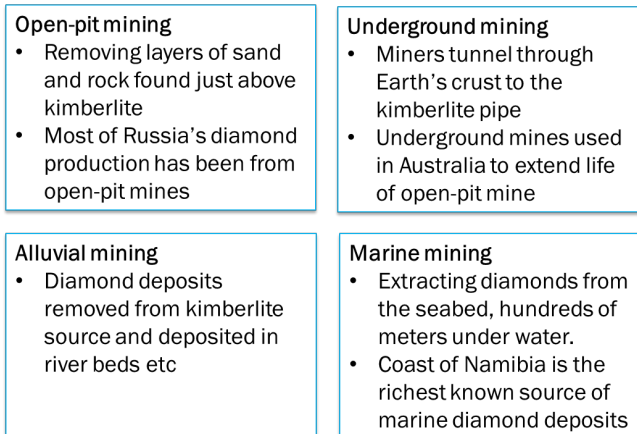 Open-pit mining
• Removing layers of sand
and rock found just above
kimberlite
• Most of Russia's diamond
production has been from
open-pit mines
Underground mining
• Miners tunnel through
Earth's crust to the
kimberlite pipe
• Underground mines used
in Australia to extend life
of open-pit mine
Alluvial mining
• Diamond deposits
removed from kimberlite
source and deposited in
river beds etc
Marine mining
• Extracting diamonds from
the seabed, hundreds of
meters under water.
• Coast of Namibia is the
richest known source of
marine diamond deposits